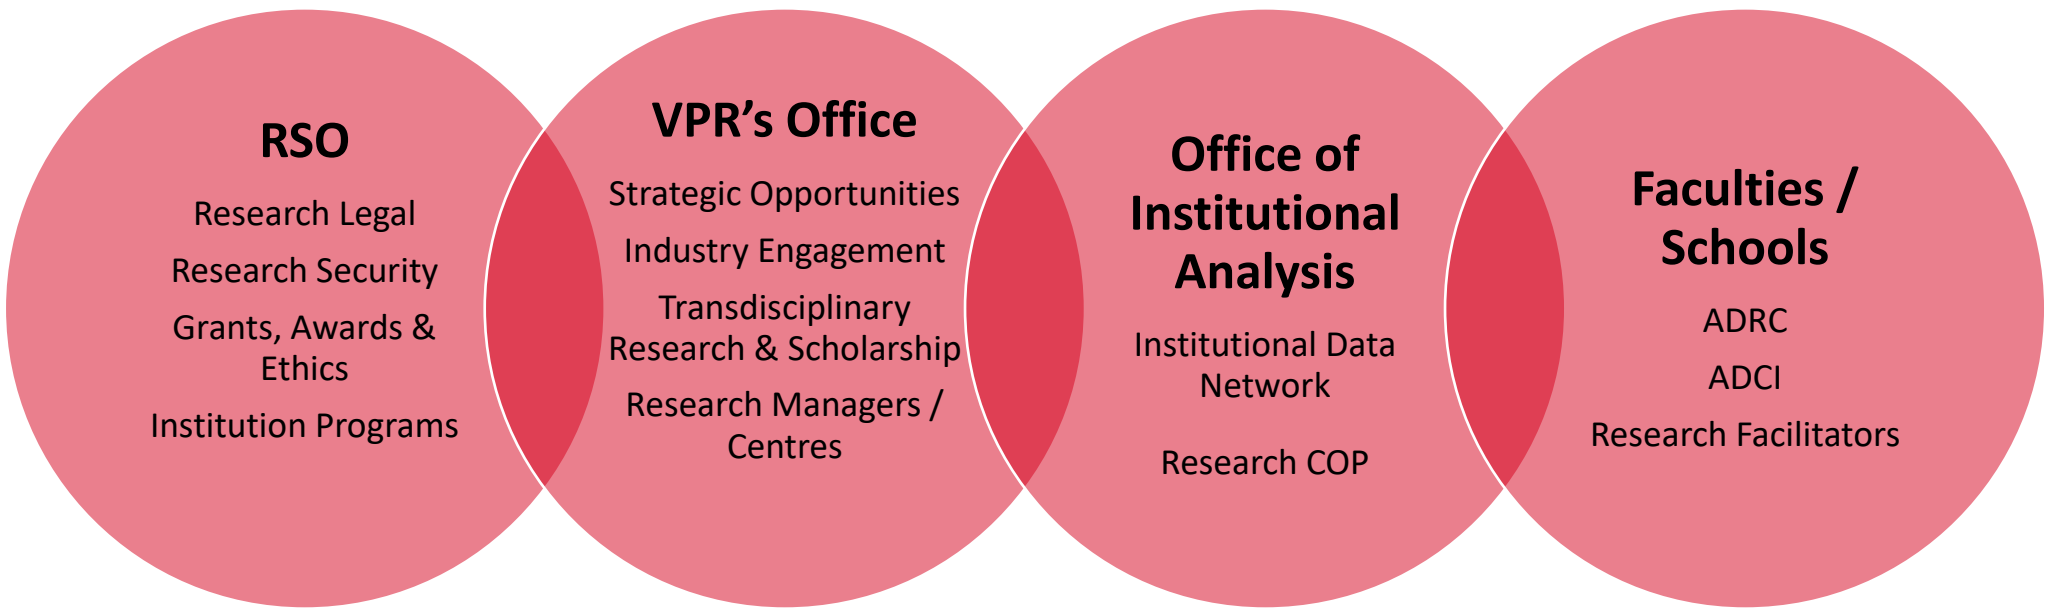 RSO
Research Legal
Research Security
Grants, Awards &
Ethics
Institution Programs
VPR’s Office
Strategic Opportunities
Industry Engagement
Transdisciplinary
Research & Scholarship
Research Managers /
Centres
Office of
Institutional
Analysis
Institutional Data
Network
Research COP
Faculties /
Schools
ADRC
ADCI
Research Facilitators